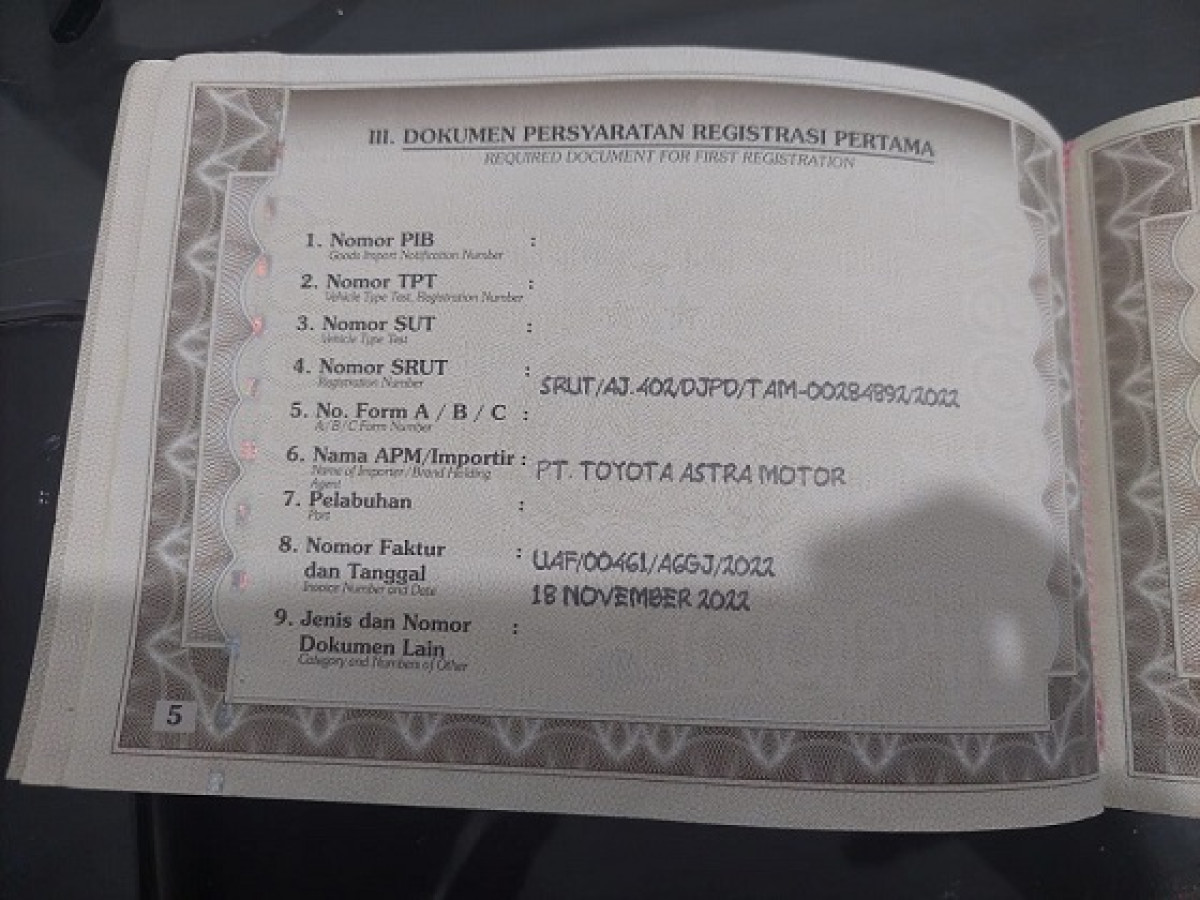 III. DOKUMEN PERSYARATAN REGISTRASI PERTAMA
REQUIRED DOCUMENT FOR FIRST REGISTRATION
1. Nomor PIB :
Goods Import Notification Number
2. Nomor TPT :
Vehicle Type Test, Registration Number
3. Nomor SUT :
Vehicle Type Test
4. Nomor SRUT : SRUT/AJ.402/DJPD/TAM-00284892/2022
Registration Number
5. No. Form A / B / C :
A / B / C Form Number
6. Nama APM/Importir : PT. TOYOTA ASTRA MOTOR
Name of Importer / Brand Holding
Agent
7. Pelabuhan :
Port
8. Nomor Faktur : UAF/00461/AGGJ/2022
dan Tanggal 18 NOVEMBER 2022
Invoice Number and Date
9. Jenis dan Nomor :
Dokumen Lain
Category and Numbers of Other
5